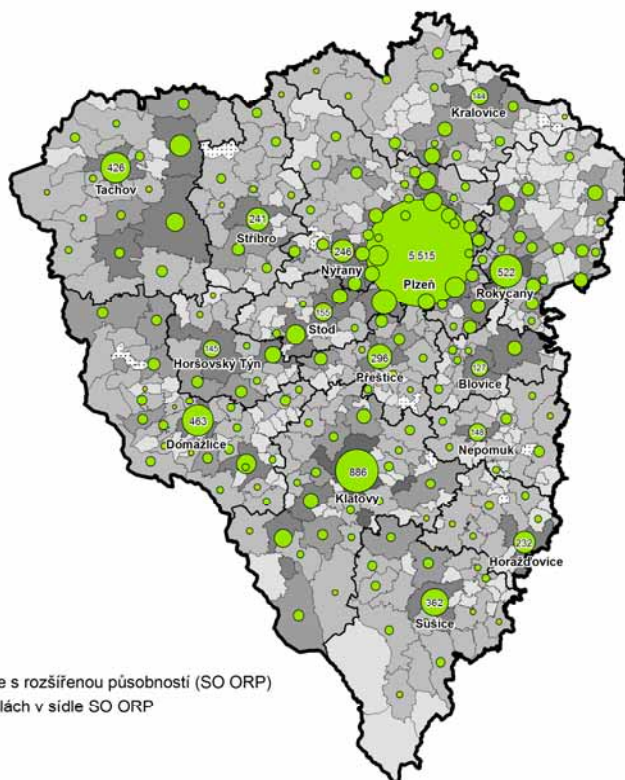 144
Kralovice
426
Tachov
241
Stříbro
246
Nýřany
5 515
Plzeň
522
Rokycany
155
Stod
145
Horšovský Týn
296
Přeštice
127
Blovice
463
Domažlice
148
Nepomuk
886
Klatovy
232
Horažďovice
362
Sušice
e s rozšířenou působností (SO ORP)
lách v sídle SO ORP